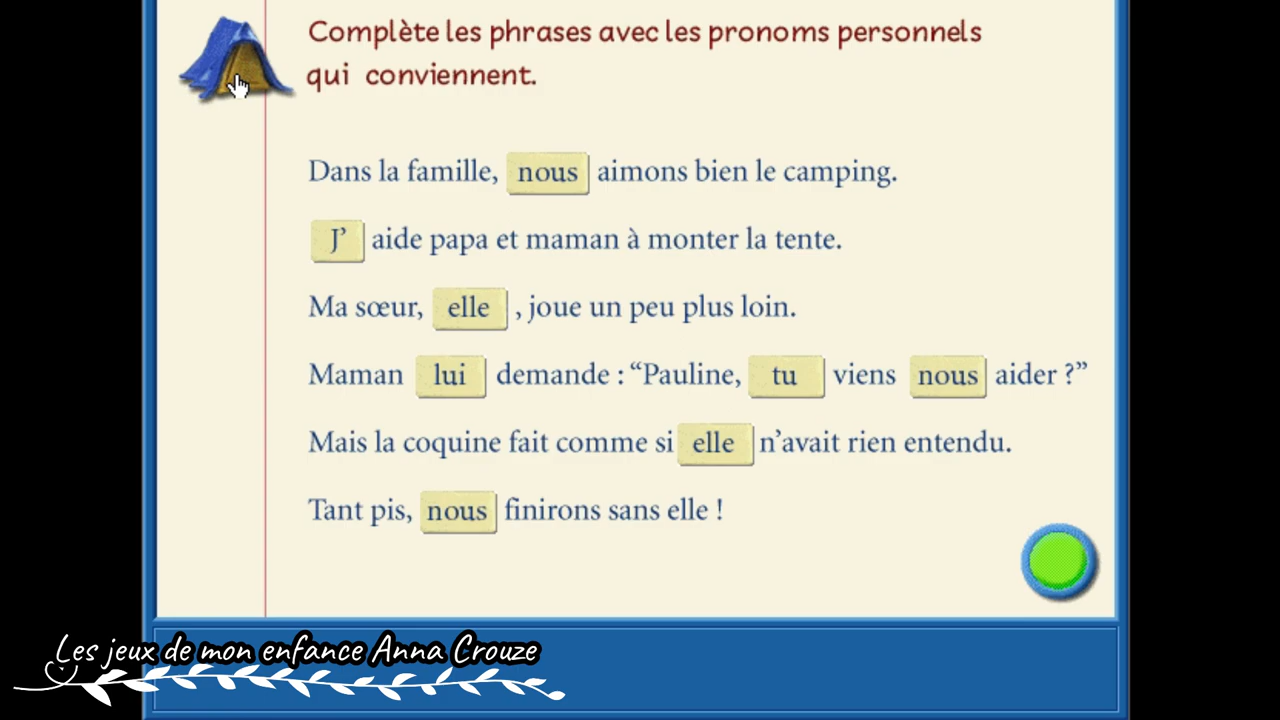 Complète les phrases avec les pronoms personnels
qui conviennent.
Dans la famille, nous aimons bien le camping.
J' aide papa et maman à monter la tente.
Ma sœur, elle , joue un peu plus loin.
Maman lui demande : “Pauline, tu viens nous aider ?”
Mais la coquine fait comme si elle n’avait rien entendu.
Tant pis, nous finirons sans elle !
Les jeux de mon enfance Anna Crouze